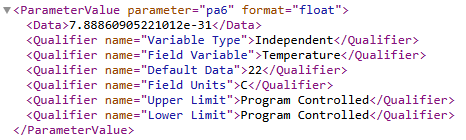 <ParameterValue parameter="pa6" format="float">
<Data>7.88860905221012e-31</Data>
<Qualifier name="Variable Type">Independent</Qualifier>
<Qualifier name="Field Variable">Temperature</Qualifier>
<Qualifier name="Default Data">22</Qualifier>
<Qualifier name="Field Units">C</Qualifier>
<Qualifier name="Upper Limit">Program Controlled</Qualifier>
<Qualifier name="Lower Limit">Program Controlled</Qualifier>
</ParameterValue>